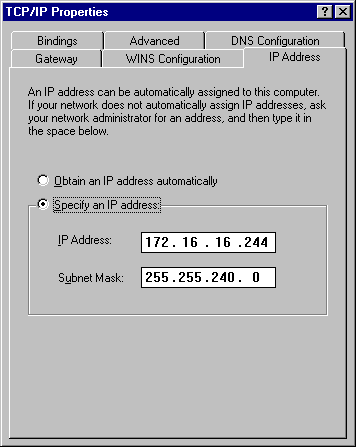 TCP/IP Properties
Bindings Advanced DNS Configuration
Gateway WINS Configuration IP Address
An IP address can be automatically assigned to this computer.
If your network does not automatically assign IP addresses, ask
your network administrator for an address, and then type it in
the space below.
Obtain an IP address automatically
Specify an IP address:
IP Address: 172. 16 . 16 .244
Subnet Mask: 255.255.240. 0